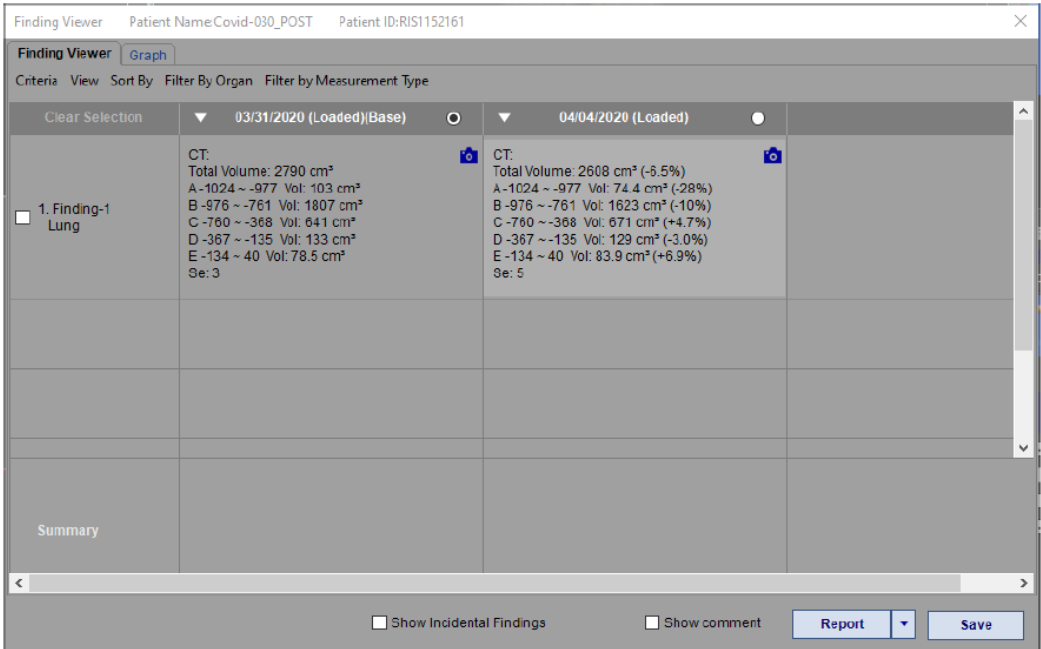 Finding Viewer Patient Name:Covid-030_POST Patient ID:RIS1152161
Finding Viewer Graph
Criteria View Sort By Filter By Organ Filter by Measurement Type
Clear Selection 03/31/2020 (Loaded)(Base) 04/04/2020 (Loaded)
1. Finding-1
Lung
CT:
Total Volume: 2790 cm³
A -1024 ~ -977 Vol: 103 cm³
B -976 ~ -761 Vol: 1807 cm³
C -760 ~ -368 Vol: 641 cm³
D -367 ~ -135 Vol: 133 cm³
E -134 ~ 40 Vol: 78.5 cm³
Se: 3
CT:
Total Volume: 2608 cm³ (-6.5%)
A -1024 ~ -977 Vol: 74.4 cm³ (-28%)
B -976 ~ -761 Vol: 1623 cm³ (-10%)
C -760 ~ -368 Vol: 671 cm³ (+4.7%)
D -367 ~ -135 Vol: 129 cm³ (-3.0%)
E -134 ~ 40 Vol: 83.9 cm³ (+6.9%)
Se: 5
Summary
Show Incidental Findings Show comment Report Save